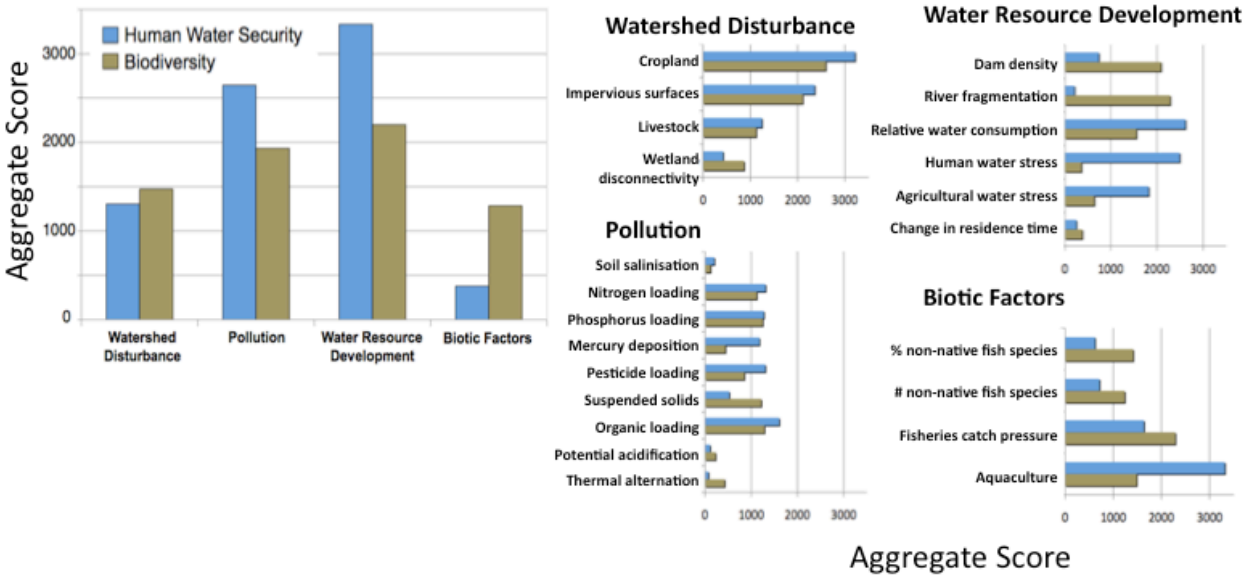 Aggregate Score
3000
2000
1000
0
Human Water Security
Biodiversity
Watershed
Disturbance
Pollution
Water Resource
Development
Biotic Factors
Watershed Disturbance
Cropland
Impervious surfaces
Livestock
Wetland
disconnectivity
0 1000 2000 3000
Pollution
Soil salinisation
Nitrogen loading
Phosphorus loading
Mercury deposition
Pesticide loading
Suspended solids
Organic loading
Potential acidification
Thermal alternation
0 1000 2000 3000
Water Resource Development
Dam density
River fragmentation
Relative water consumption
Human water stress
Agricultural water stress
Change in residence time
0 1000 2000 3000
Biotic Factors
% non-native fish species
# non-native fish species
Fisheries catch pressure
Aquaculture
0 1000 2000 3000
Aggregate Score